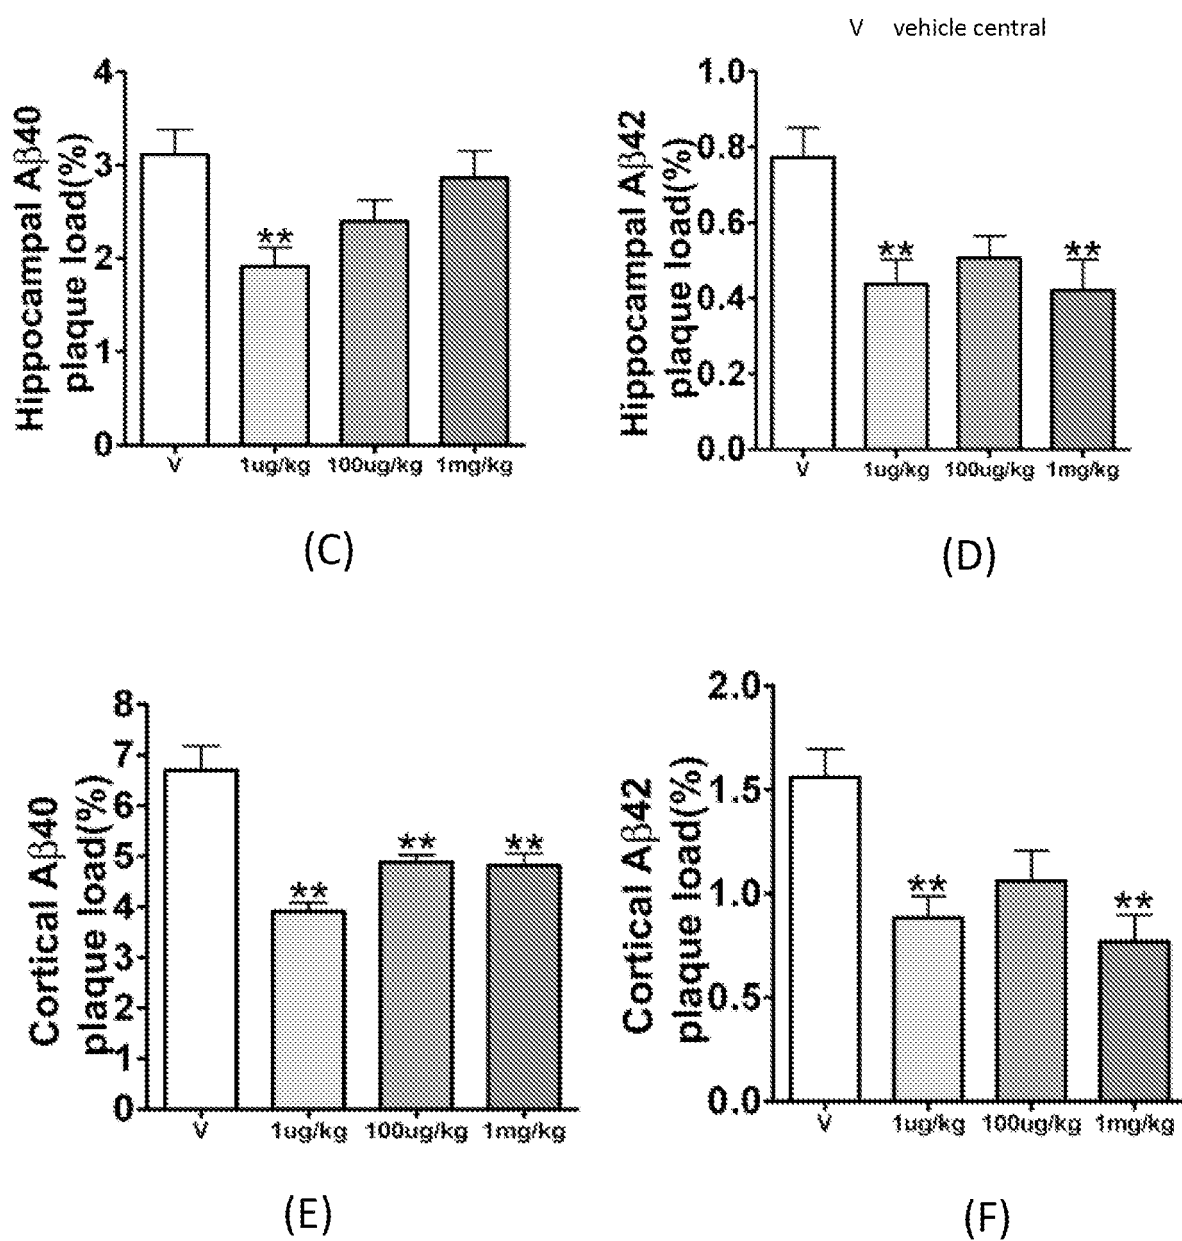 V vehicle central
Hippocampal Aβ40
plaque load(%)
4
3
2
1
0
**
V 1ug/kg 100ug/kg 1mg/kg
(C)
Hippocampal Aβ42
plaque load(%)
1.0
0.8
0.6
0.4
0.2
0.0
** **
V 1ug/kg 100ug/kg 1mg/kg
(D)
Cortical Aβ40
plaque load(%)
8
7
6
5
4
3
2
1
0
** ** **
V 1ug/kg 100ug/kg 1mg/kg
(E)
Cortical Aβ42
plaque load(%)
2.0
1.5
1.0
0.5
0.0
** **
V 1ug/kg 100ug/kg 1mg/kg
(F)